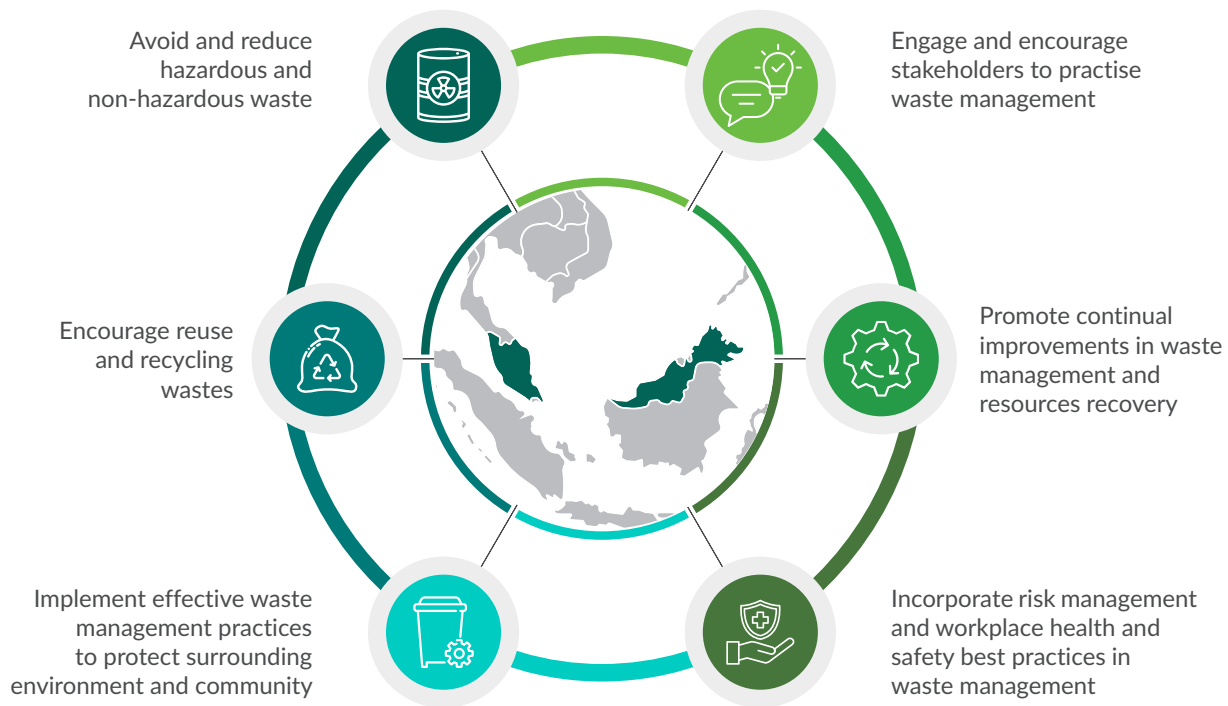 Avoid and reduce
hazardous and
non-hazardous waste
Engage and encourage
stakeholders to practise
waste management
Encourage reuse
and recycling
wastes
Promote continual
improvements in waste
management and
resources recovery
Implement effective waste
management practices
to protect surrounding
environment and community
Incorporate risk management
and workplace health and
safety best practices in
waste management